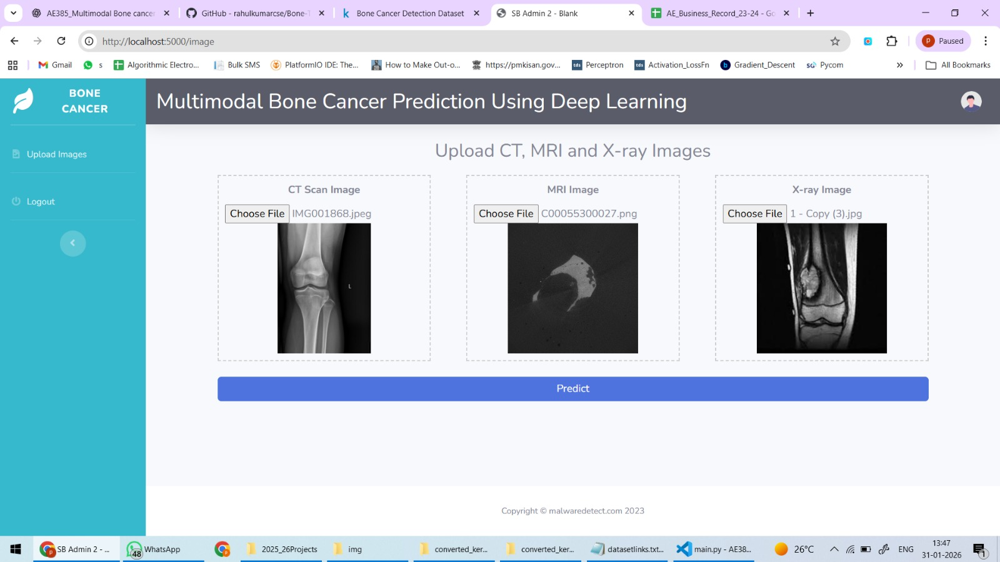 AE385_Multimodal Bone cancer
GitHub - rahulkumarcse/Bone-T
Bone Cancer Detection Dataset
SB Admin 2 - Blank
AE_Business_Record_23-24 - Go
http://localhost:5000/image
Paused
Gmail
s
Algorithmic Electro...
Bulk SMS
PlatformIO IDE: The...
How to Make Out-o...
https://pmkisan.gov...
tds
Perceptron
tds
Activation_LossFn
Gradient_Descent
Pycom
All Bookmarks
BONE
CANCER
Multimodal Bone Cancer Prediction Using Deep Learning
Upload Images
Logout
Upload CT, MRI and X-ray Images
CT Scan Image
Choose File IMG001868.jpeg
L
MRI Image
Choose File C00055300027.png
X-ray Image
Choose File 1 - Copy (3).jpg
Predict
Copyright © malwaredetect.com 2023
SB Admin 2 - ...
48
WhatsApp
2025_26Projects
img
converted_ker...
converted_ker...
datasetlinks.txt...
main.py - AE38...
26°C
ENG
13:47
31-01-2026
1